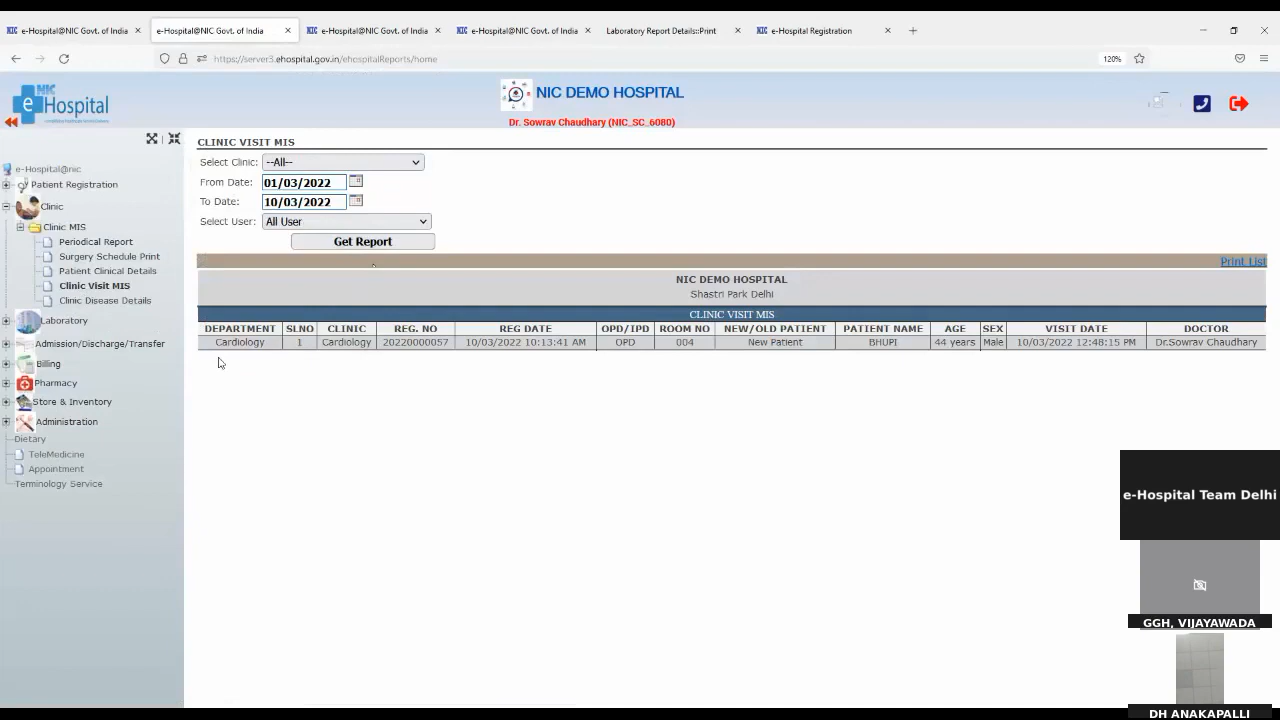 e-Hospital@NIC Govt. of India
e-Hospital@NIC Govt. of India
e-Hospital@NIC Govt. of India
e-Hospital@NIC Govt. of India
Laboratory Report Details::Print
e-Hospital Registration
https://server3.ehospital.gov.in/ehospitalReports/home
120%
NIC
eHospital
NIC DEMO HOSPITAL
Dr. Sowrav Chaudhary (NIC_SC_6080)
e-Hospital@nic
Patient Registration
Clinic
Clinic MIS
Periodical Report
Surgery Schedule Print
Patient Clinical Details
Clinic Visit MIS
Clinic Disease Details
Laboratory
Admission/Discharge/Transfer
Billing
Pharmacy
Store & Inventory
Administration
Dietary
TeleMedicine
Appointment
Terminology Service
CLINIC VISIT MIS
Select Clinic: --All--
From Date: 01/03/2022
To Date: 10/03/2022
Select User: All User
Get Report
Print List
NIC DEMO HOSPITAL
Shastri Park Delhi
CLINIC VISIT MIS
DEPARTMENT SLNO CLINIC REG. NO REG DATE OPD/IPD ROOM NO NEW/OLD PATIENT PATIENT NAME AGE SEX VISIT DATE DOCTOR
Cardiology 1 Cardiology 20220000057 10/03/2022 10:13:41 AM OPD 004 New Patient BHUPI 44 years Male 10/03/2022 12:48:15 PM Dr.Sowrav Chaudhary
e-Hospital Team Delhi
GGH, VIJAYAWADA
DH ANAKAPALLI